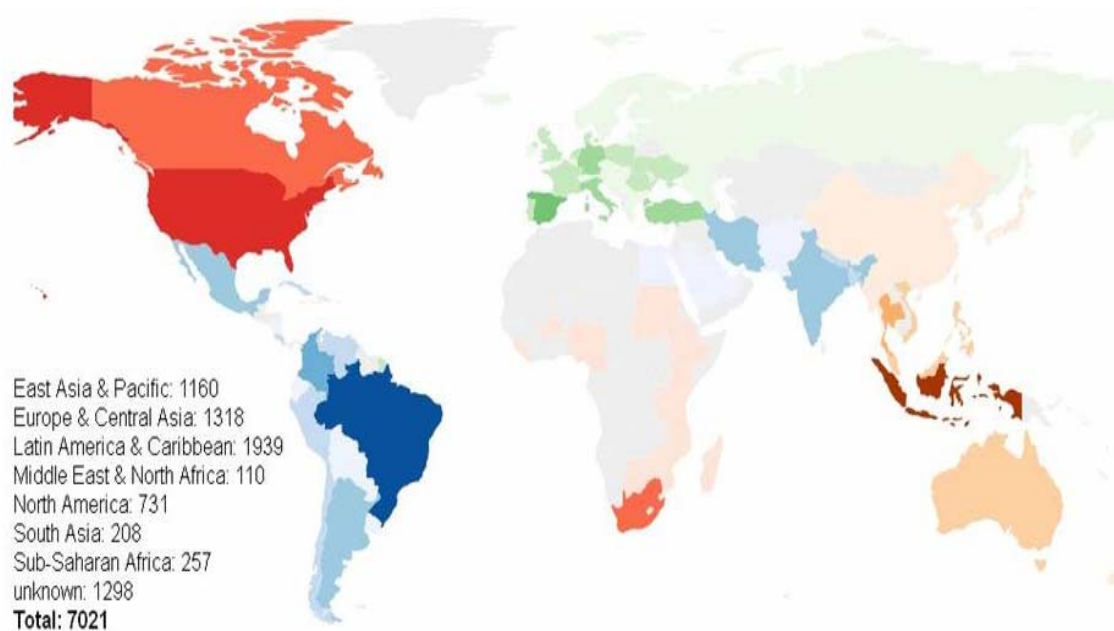 East Asia & Pacific: 1160
Europe & Central Asia: 1318
Latin America & Caribbean: 1939
Middle East & North Africa: 110
North America: 731
South Asia: 208
Sub-Saharan Africa: 257
unknown: 1298
Total: 7021